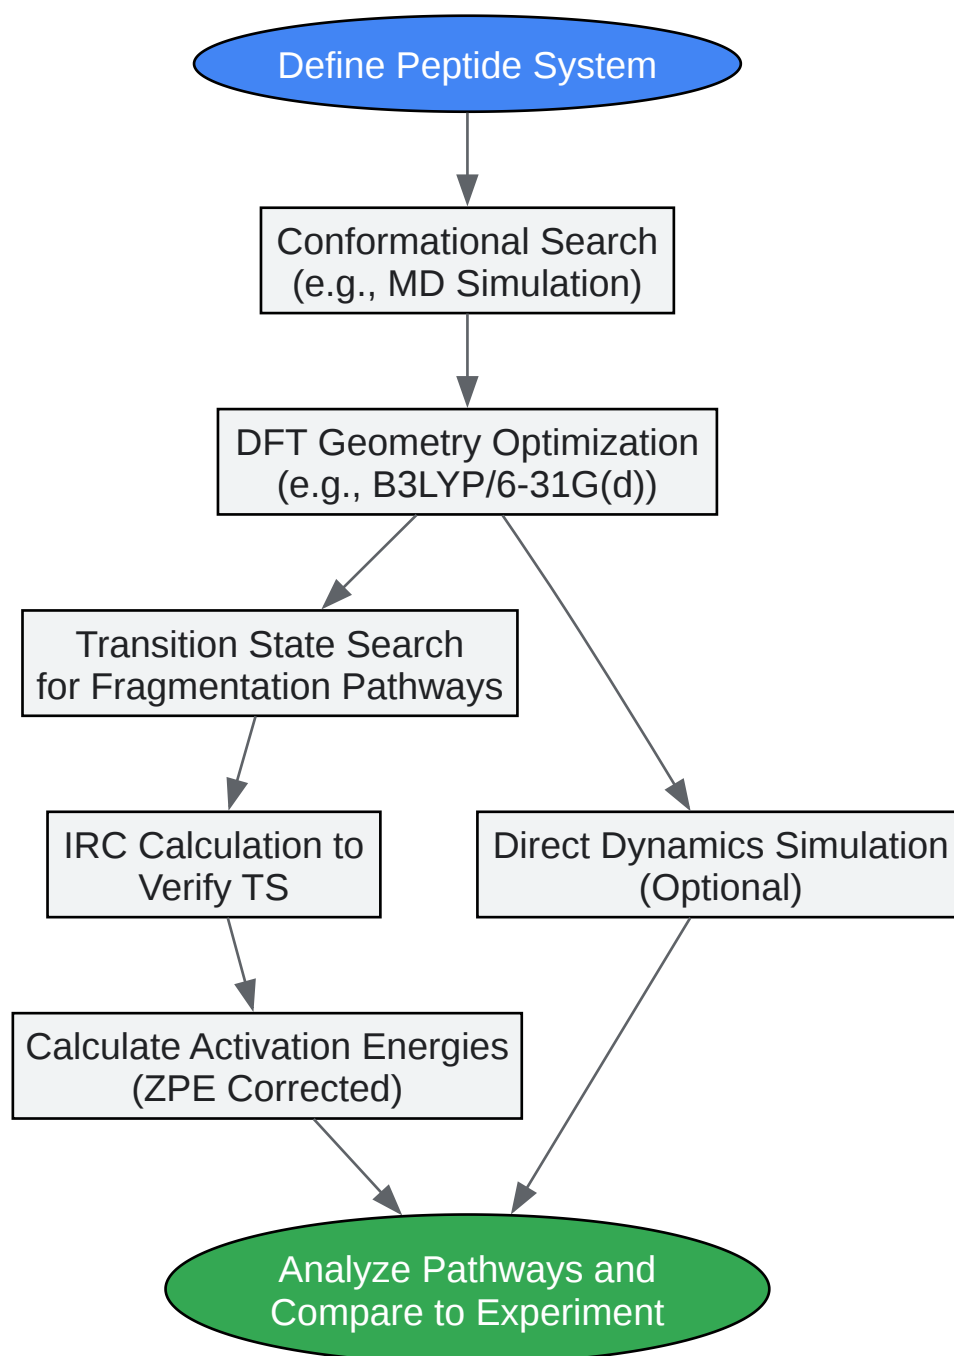 Define Peptide System
Conformational Search
(e.g., MD Simulation)
DFT Geometry Optimization
(e.g., B3LYP/6-31G(d))
Transition State Search
for Fragmentation Pathways
IRC Calculation to
Verify TS
Direct Dynamics Simulation
(Optional)
Calculate Activation Energies
(ZPE Corrected)
Analyze Pathways and
Compare to Experiment